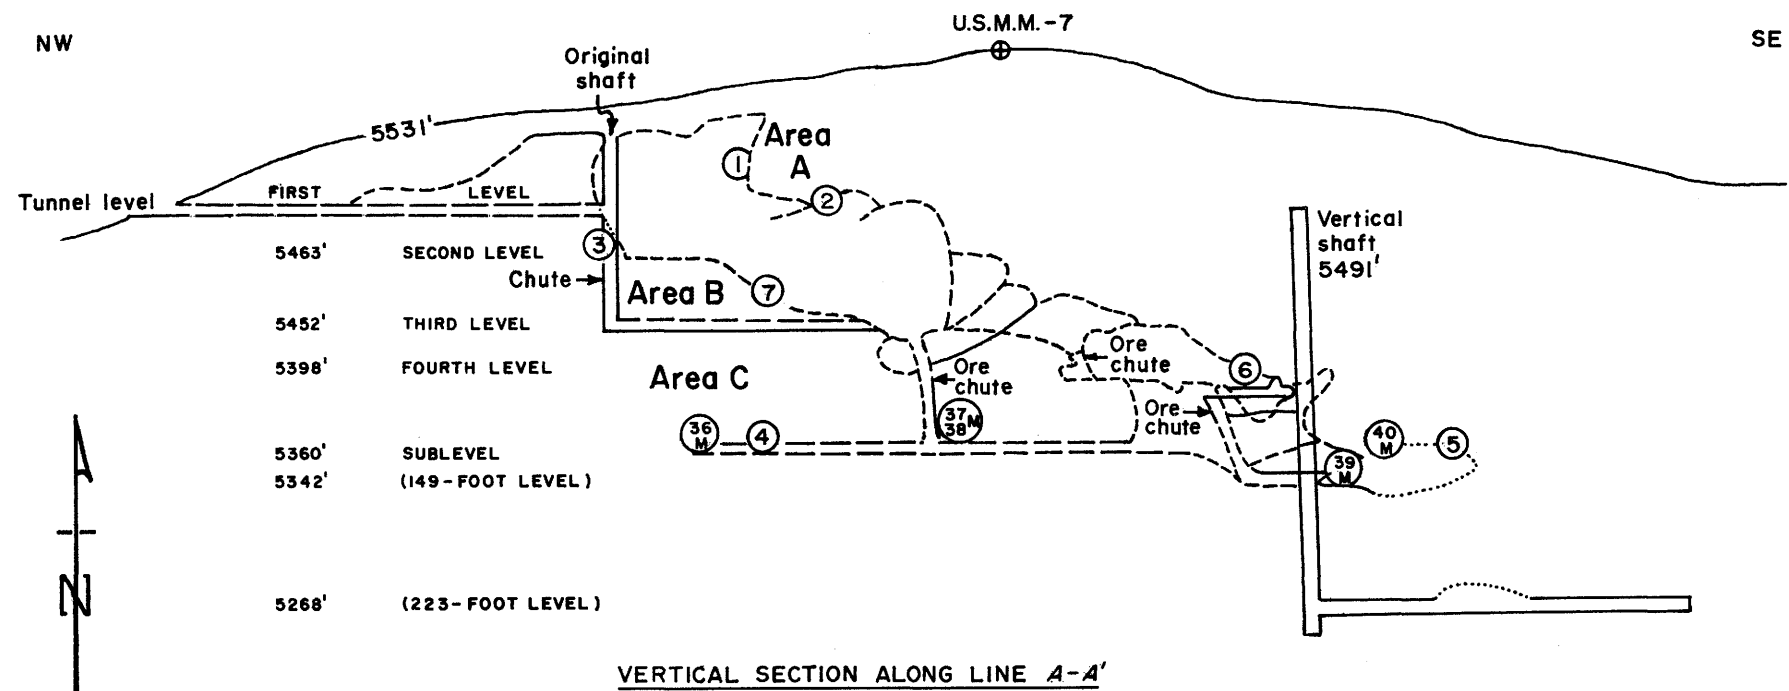 U.S.M.M.-7
NW
SE
Original
shaft
5531'
Area
A
1
2
Tunnel level
FIRST LEVEL
Vertical
shaft
5491'
3
5463' SECOND LEVEL
Chute
Area B
7
5452' THIRD LEVEL
Ore
chute
5398' FOURTH LEVEL
Area C
Ore
chute
6
Ore
chute
36
M
4
37
38
M
40
M
5
39
M
5360' SUBLEVEL
5342' (149-FOOT LEVEL)
N
5268' (223-FOOT LEVEL)
VERTICAL SECTION ALONG LINE A-A'